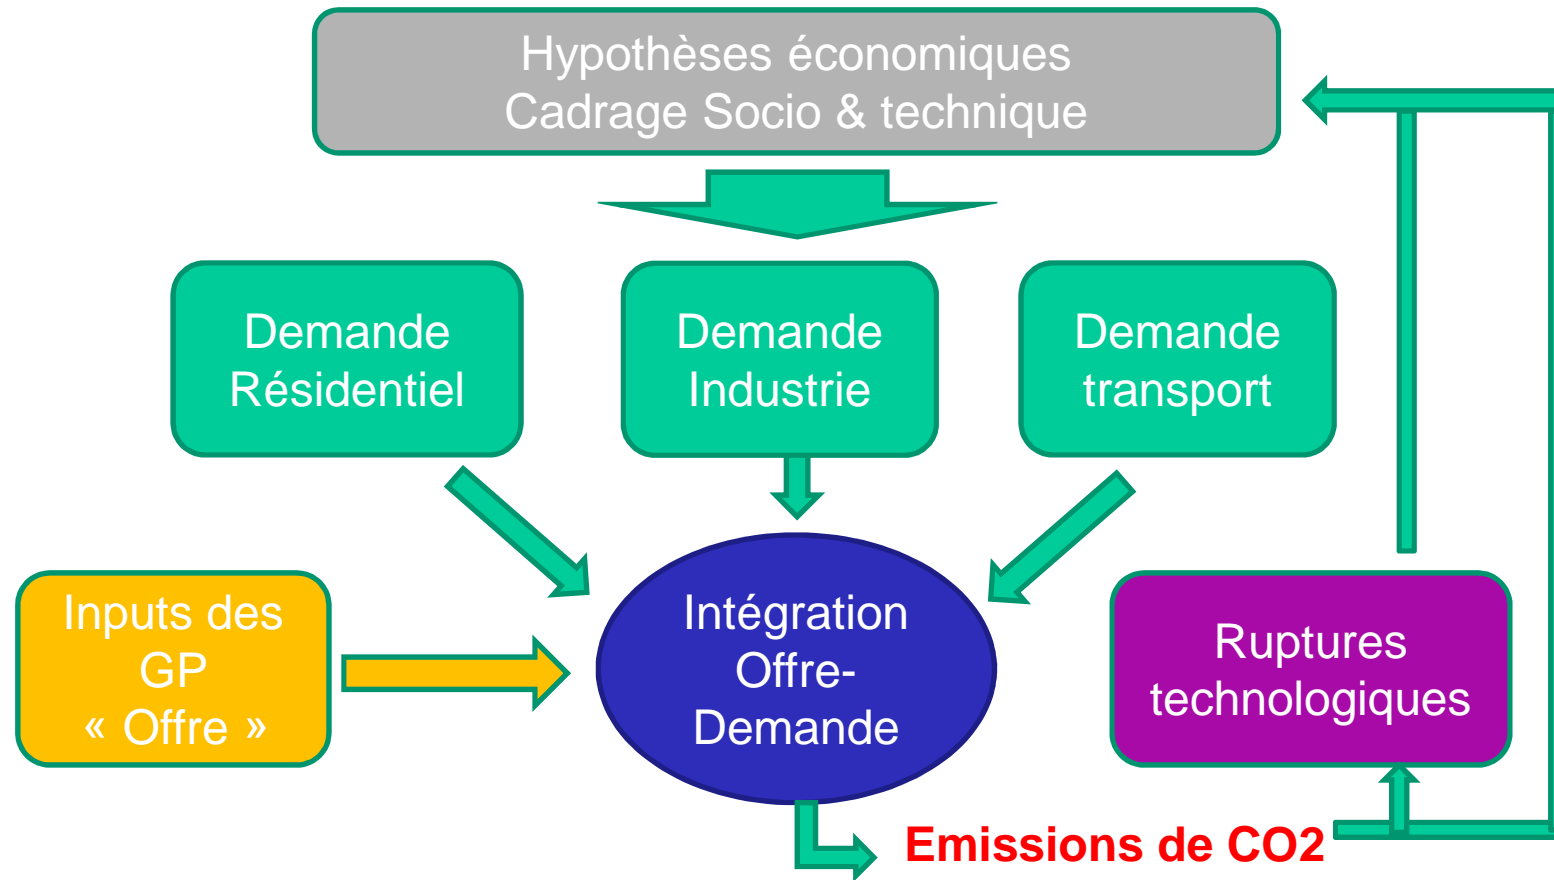 Hypothèses économiques
Cadrage Socio & technique
Demande
Résidentiel
Demande
Industrie
Demande
transport
Inputs des
GP
« Offre »
Intégration
Offre-
Demande
Ruptures
technologiques
Emissions de CO2